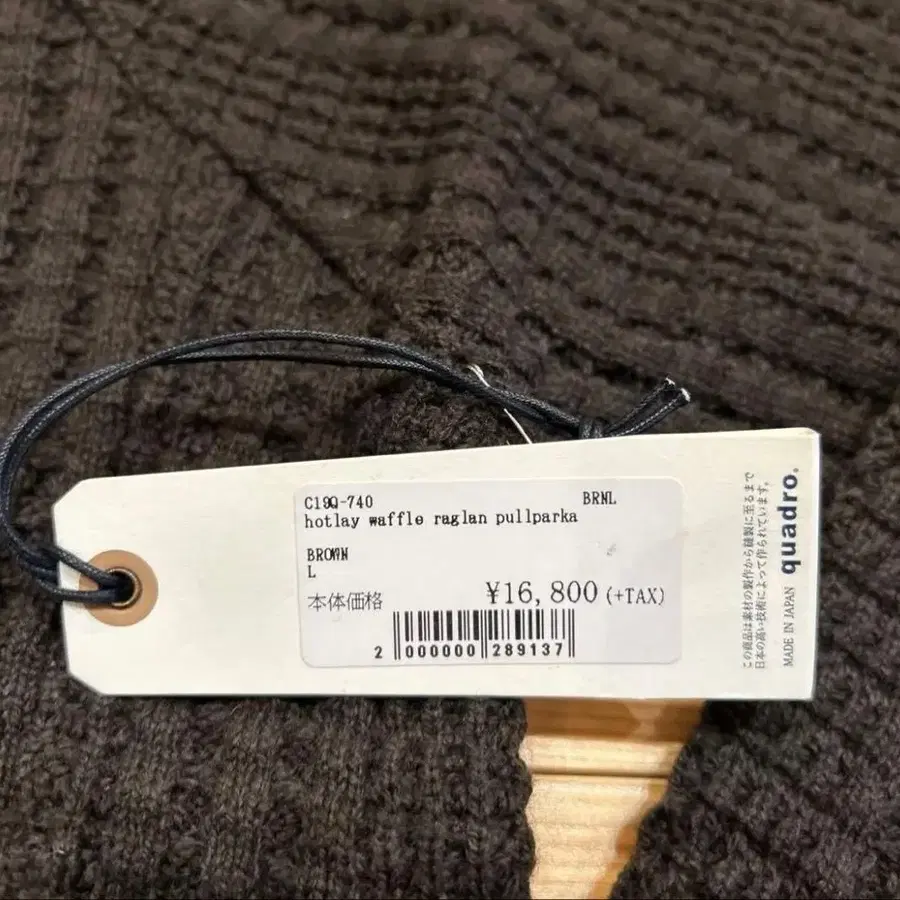 C19Q-740 BRNL
hotlay waffle raglan pullparka
BROWN
L
本体価格 ¥16,800 (+TAX)
2 000000 289137
この商品は素材の製作から縫製に至るまで
日本の高い技術によって作られています。
MADE IN JAPAN quadro.